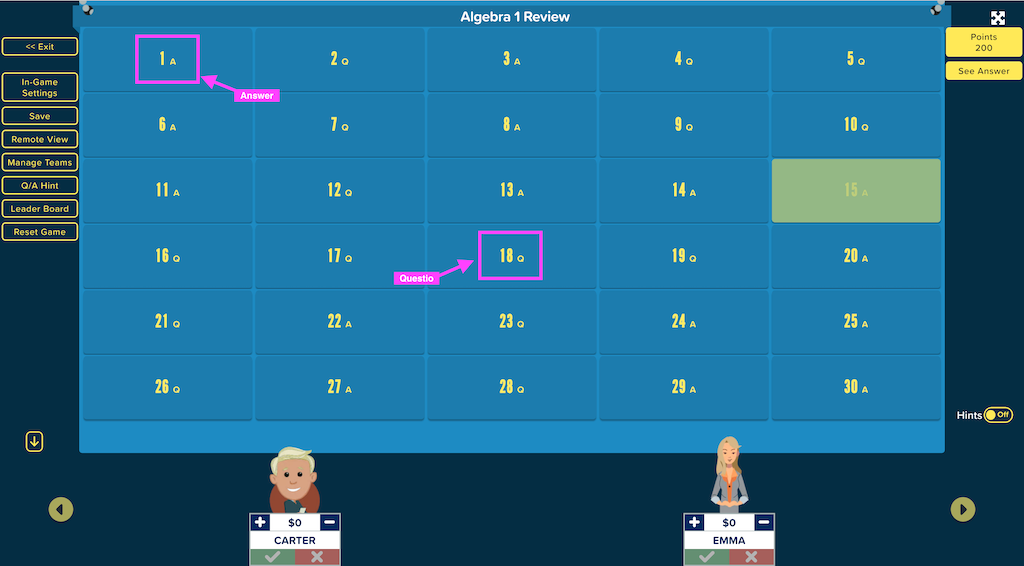 Algebra 1 Review
<< Exit
In-Game
Settings
Save
Remote View
Manage Teams
Q/A Hint
Leader Board
Reset Game
1 A
2 Q
3 A
4 Q
5 Q
Answer
6 A
7 Q
8 A
9 Q
10 Q
11 A
12 Q
13 A
14 A
15 A
16 Q
17 Q
18 Q
19 Q
20 A
Questio
21 Q
22 A
23 Q
24 A
25 A
26 Q
27 A
28 Q
29 A
30 A
Points
200
See Answer
Hints Off
+ $0 −
CARTER
+ $0 −
EMMA